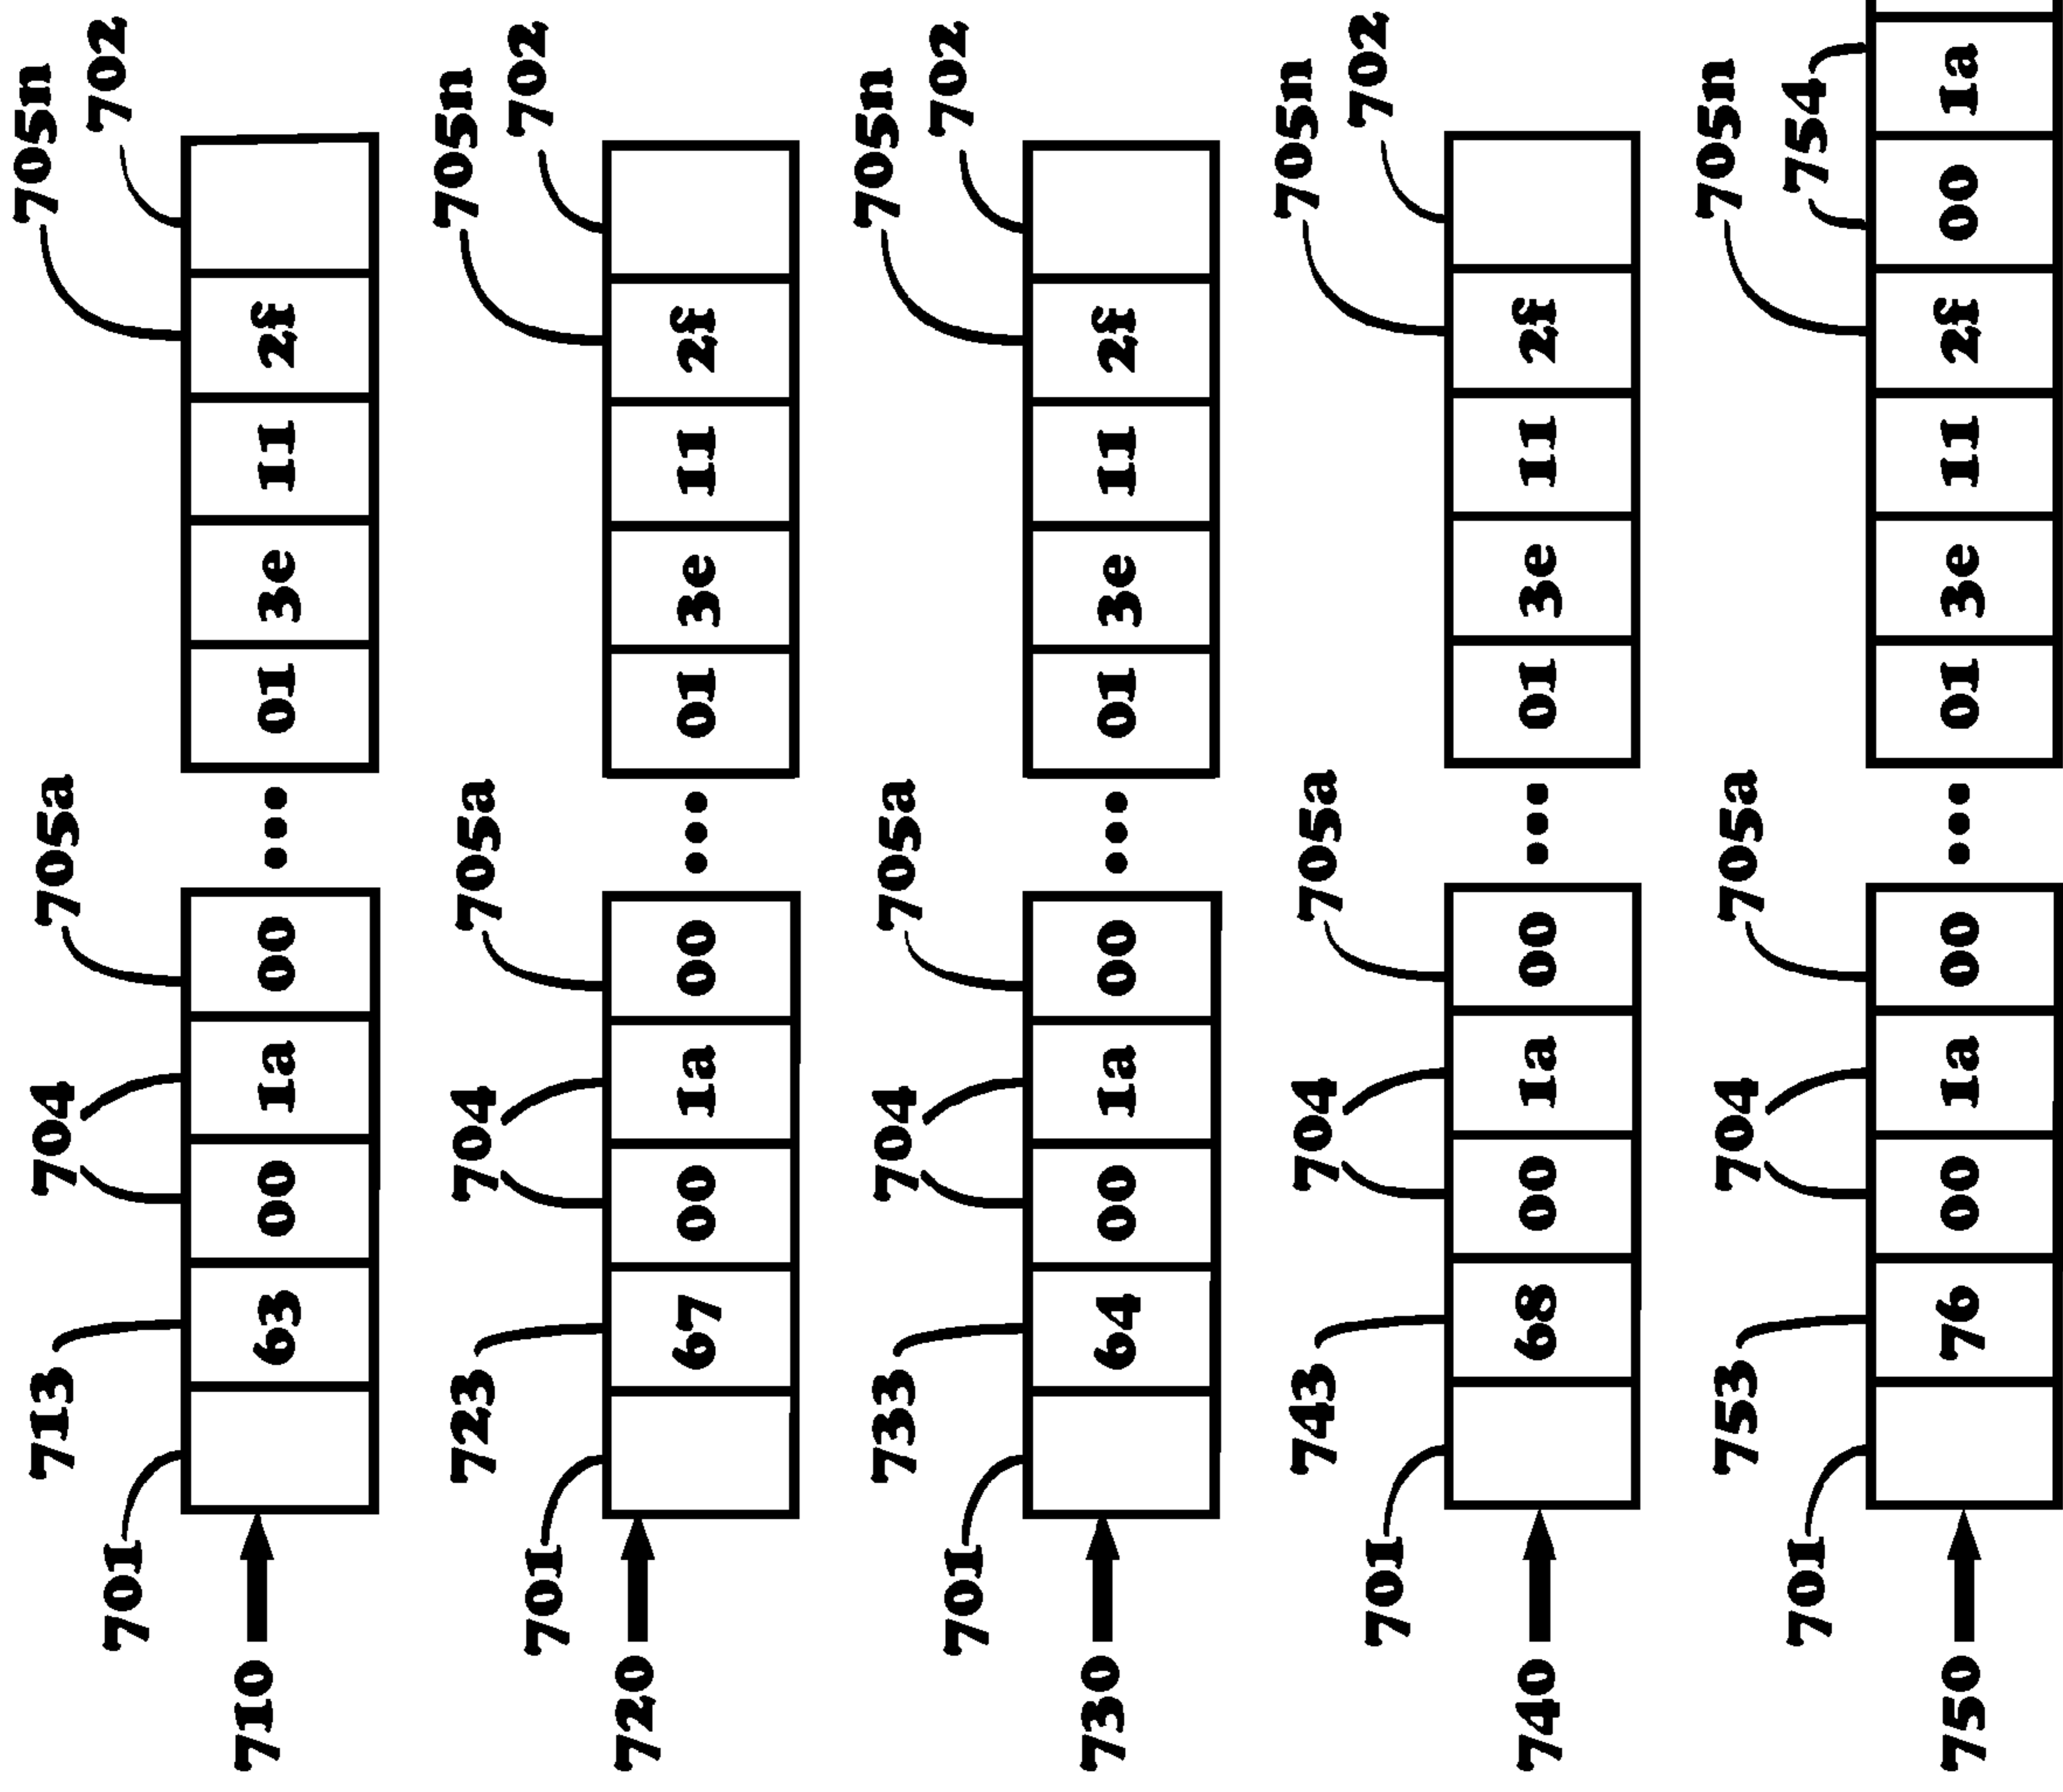 705n
702
705a
704
713
701
710
63 00 1a 00 ... 01 3e 11 2f
705n
702
705a
704
723
701
720
67 00 1a 00 ... 01 3e 11 2f
705n
702
705a
704
733
701
730
64 00 1a 00 ... 01 3e 11 2f
705n
702
705a
704
743
701
740
68 00 1a 00 ... 01 3e 11 2f
705n
754
705a
704
753
701
750
76 00 1a 00 ... 01 3e 11 2f 00 1a